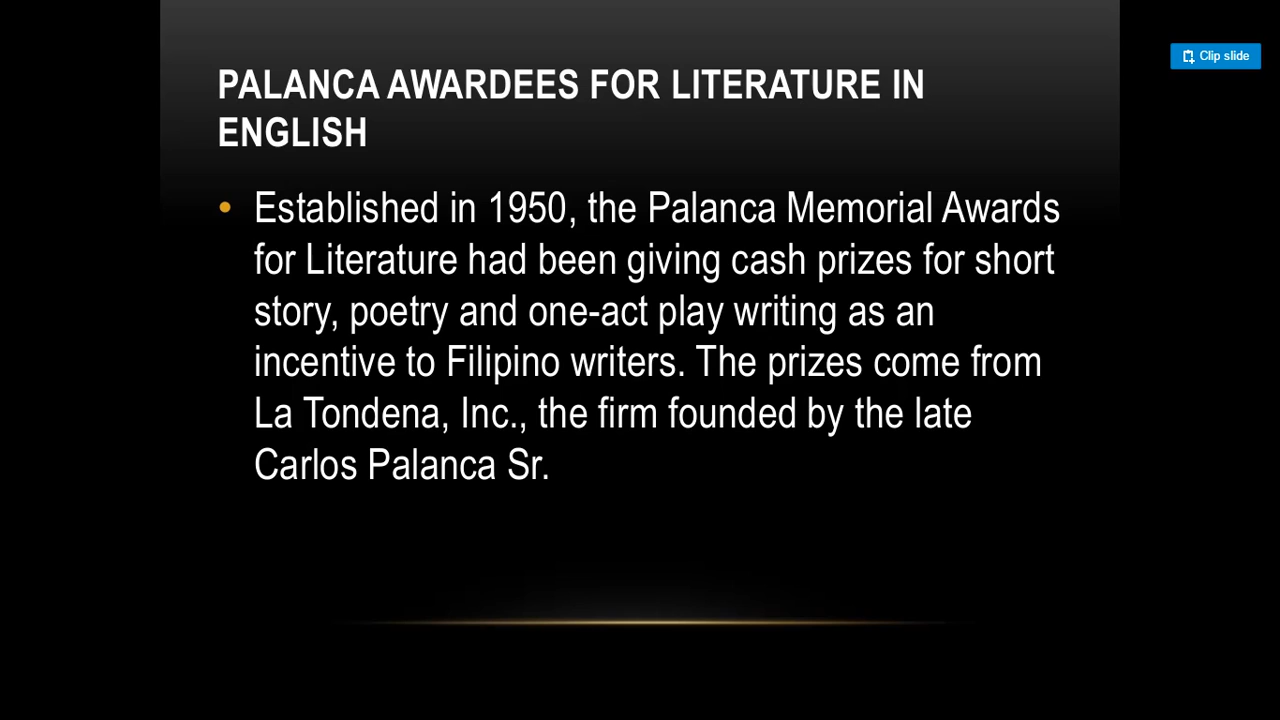 PALANCA AWARDEES FOR LITERATURE IN
ENGLISH
• Established in 1950, the Palanca Memorial Awards
for Literature had been giving cash prizes for short
story, poetry and one-act play writing as an
incentive to Filipino writers. The prizes come from
La Tondena, Inc., the firm founded by the late
Carlos Palanca Sr.
Clip slide